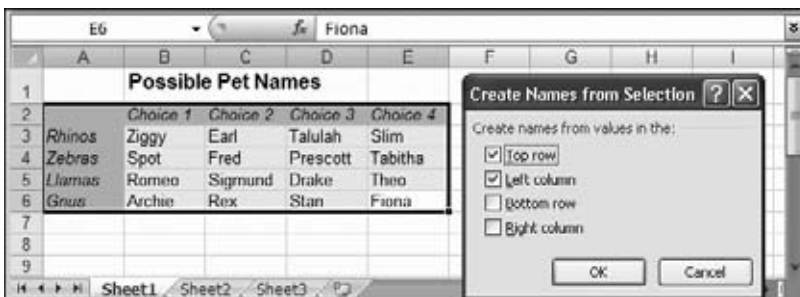 E6 fx Fiona
A B C D E F G H I
1 Possible Pet Names
2 Choice 1 Choice 2 Choice 3 Choice 4
3 Rhinos Ziggy Earl Talulah Slim
4 Zebras Spot Fred Prescott Tabitha
5 Llamas Romeo Sigmund Drake Theo
6 Gnus Archie Rex Stan Fiona
7
8
9
Sheet1 Sheet2 Sheet3
Create Names from Selection ?
Create names from values in the:
Top row
Left column
Bottom row
Right column
OK Cancel